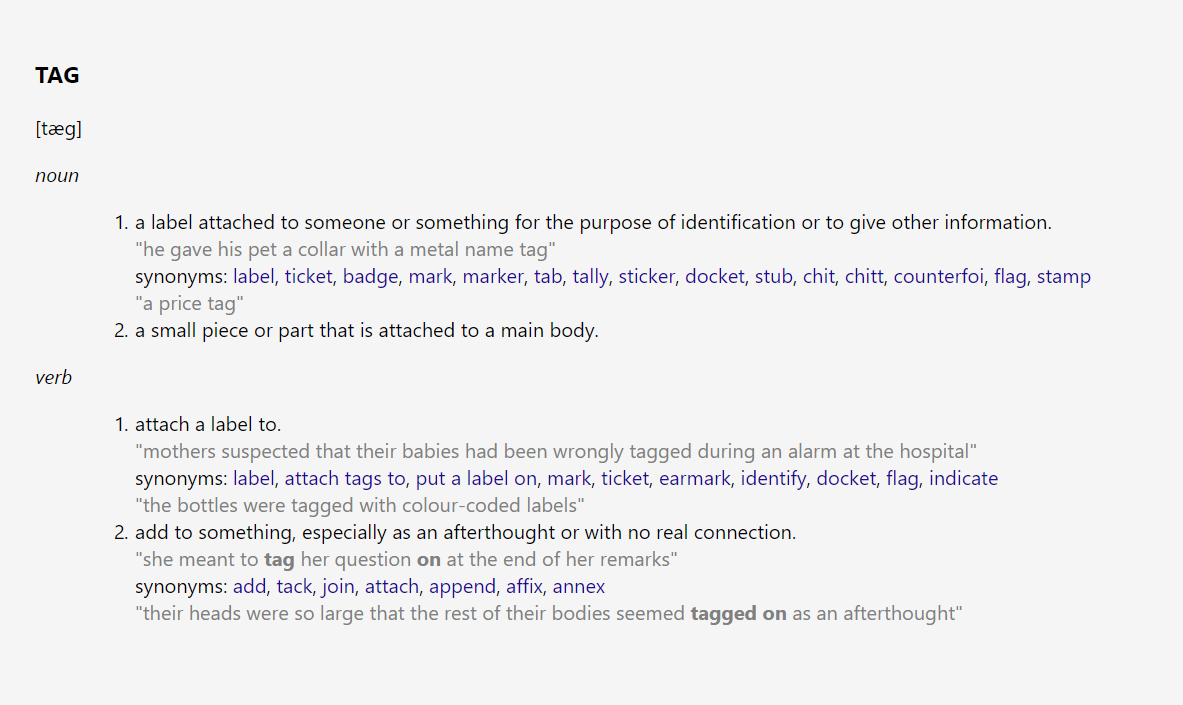 TAG
[tæg]
noun
1. a label attached to someone or something for the purpose of identification or to give other information.
"he gave his pet a collar with a metal name tag"
synonyms: label, ticket, badge, mark, marker, tab, tally, sticker, docket, stub, chit, chitt, counterfoi, flag, stamp
"a price tag"
2. a small piece or part that is attached to a main body.
verb
1. attach a label to.
"mothers suspected that their babies had been wrongly tagged during an alarm at the hospital"
synonyms: label, attach tags to, put a label on, mark, ticket, earmark, identify, docket, flag, indicate
"the bottles were tagged with colour-coded labels"
2. add to something, especially as an afterthought or with no real connection.
"she meant to tag her question on at the end of her remarks"
synonyms: add, tack, join, attach, append, affix, annex
"their heads were so large that the rest of their bodies seemed tagged on as an afterthought"